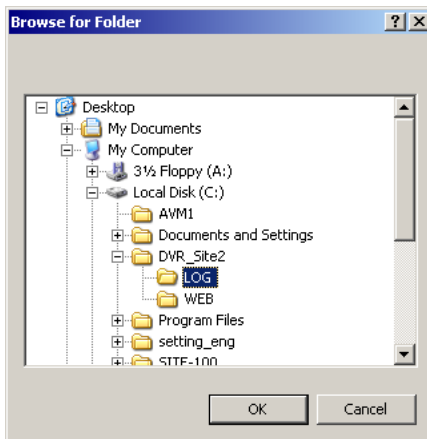 Browse for Folder
Desktop
My Documents
My Computer
3½ Floppy (A:)
Local Disk (C:)
AVM1
Documents and Settings
DVR_Site2
LOG
WEB
Program Files
setting_eng
SITE-100
OK Cancel